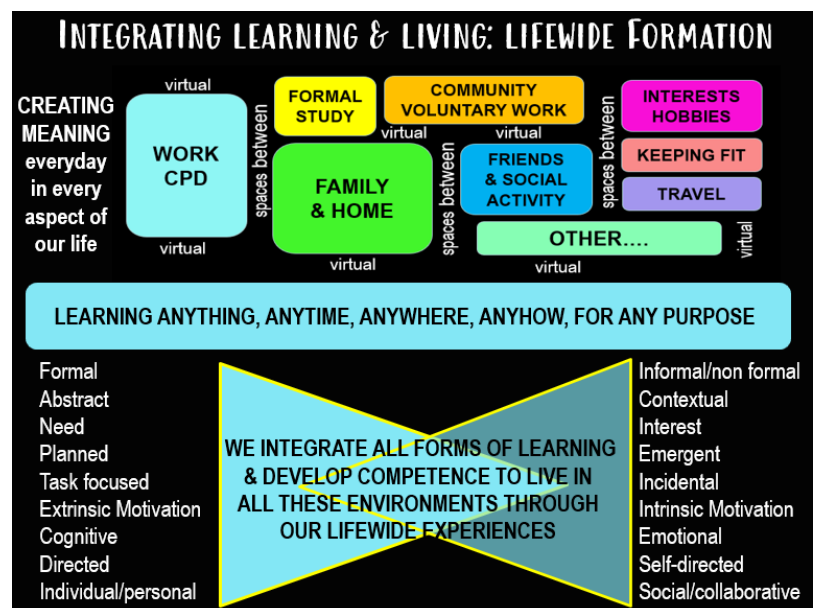 INTEGRATING LEARNING & LIVING: LIFEWIDE FORMATION
CREATING
MEANING
everyday
in every
aspect of
our life
virtual
WORK
CPD
virtual
spaces between
FORMAL
STUDY
COMMUNITY
VOLUNTARY WORK
virtual
virtual
FAMILY
& HOME
virtual
spaces between
FRIENDS
& SOCIAL
ACTIVITY
spaces between
INTERESTS
HOBBIES
KEEPING FIT
TRAVEL
OTHER....
virtual
virtual
LEARNING ANYTHING, ANYTIME, ANYWHERE, ANYHOW, FOR ANY PURPOSE
Formal
Abstract
Need
Planned
Task focused
Extrinsic Motivation
Cognitive
Directed
Individual/personal
WE INTEGRATE ALL FORMS OF LEARNING
& DEVELOP COMPETENCE TO LIVE IN
ALL THESE ENVIRONMENTS THROUGH
OUR LIFEWIDE EXPERIENCES
Informal/non formal
Contextual
Interest
Emergent
Incidental
Intrinsic Motivation
Emotional
Self-directed
Social/collaborative